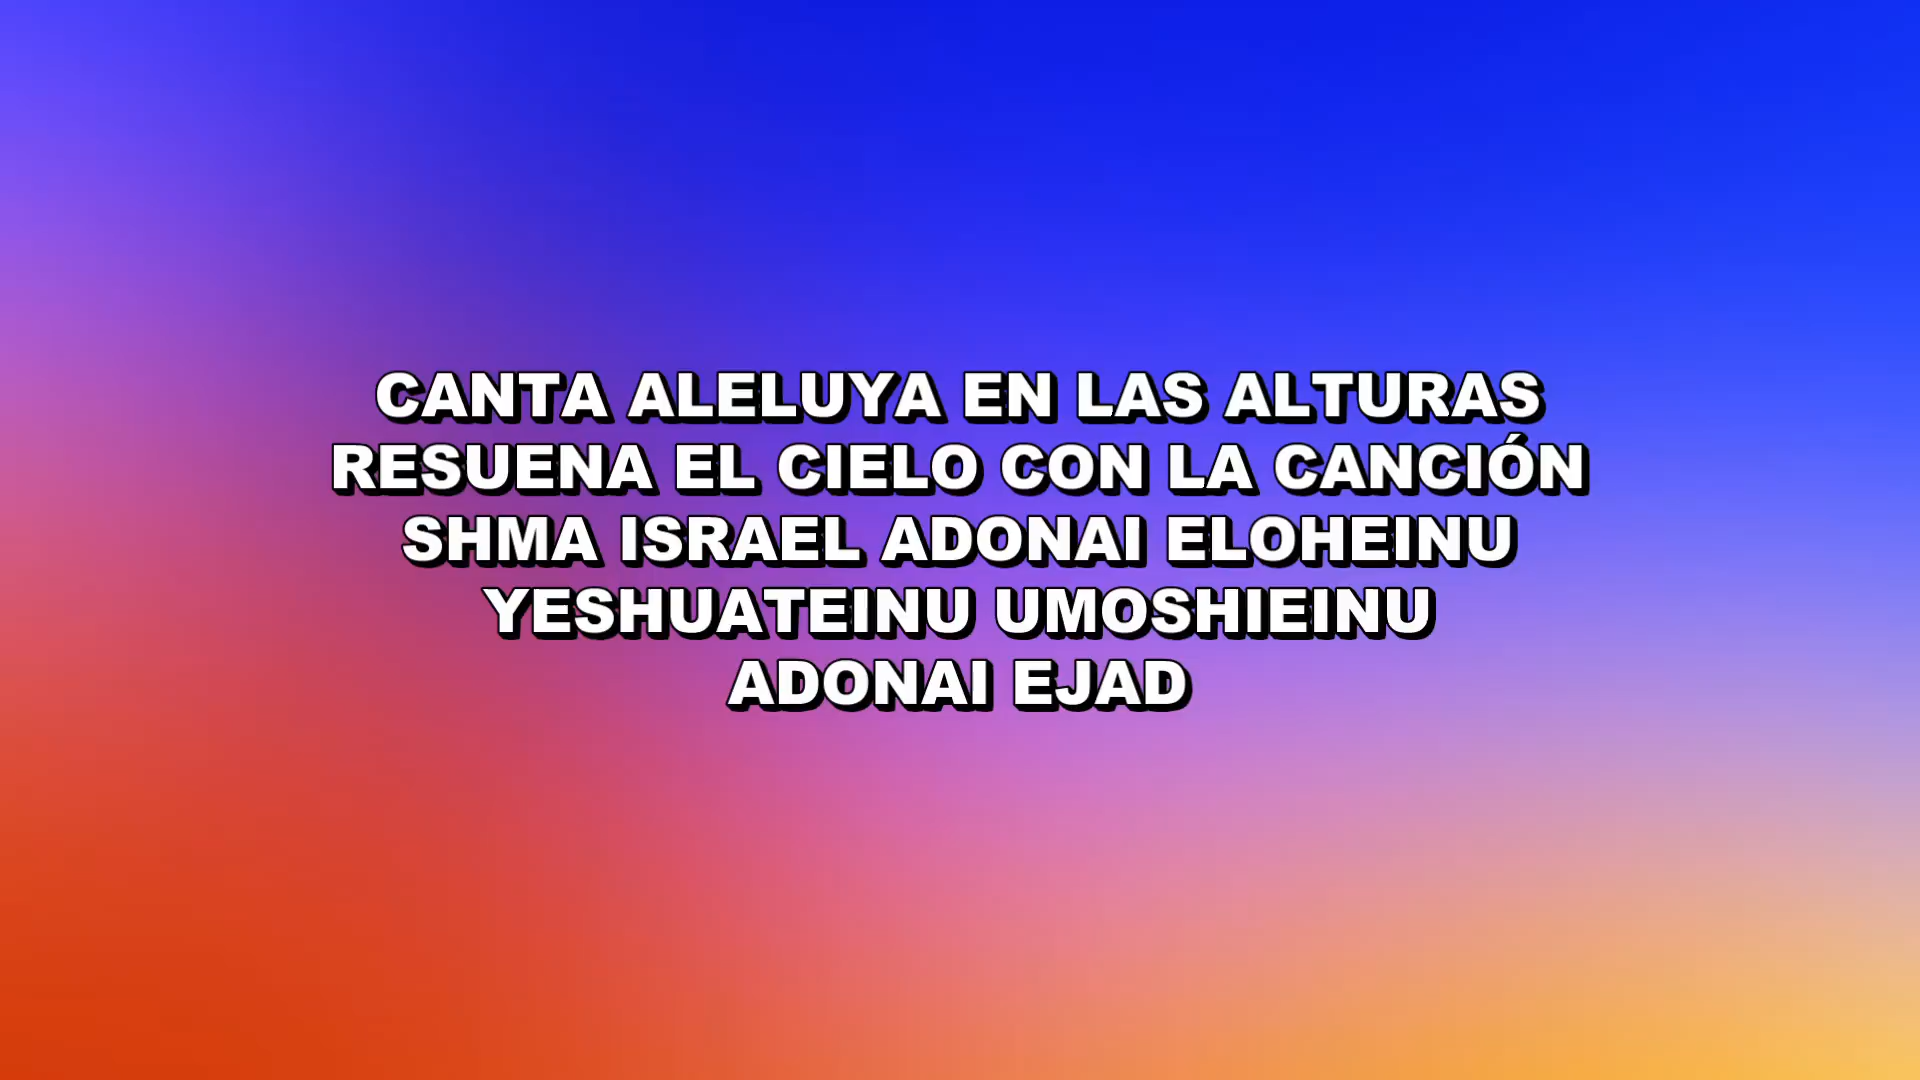 CANTA ALELUYA EN LAS ALTURAS
RESUENA EL CIELO CON LA CANCIÓN
SHMA ISRAEL ADONAI ELOHEINU
YESHUATEINU UMOSHIEINU
ADONAI EJAD